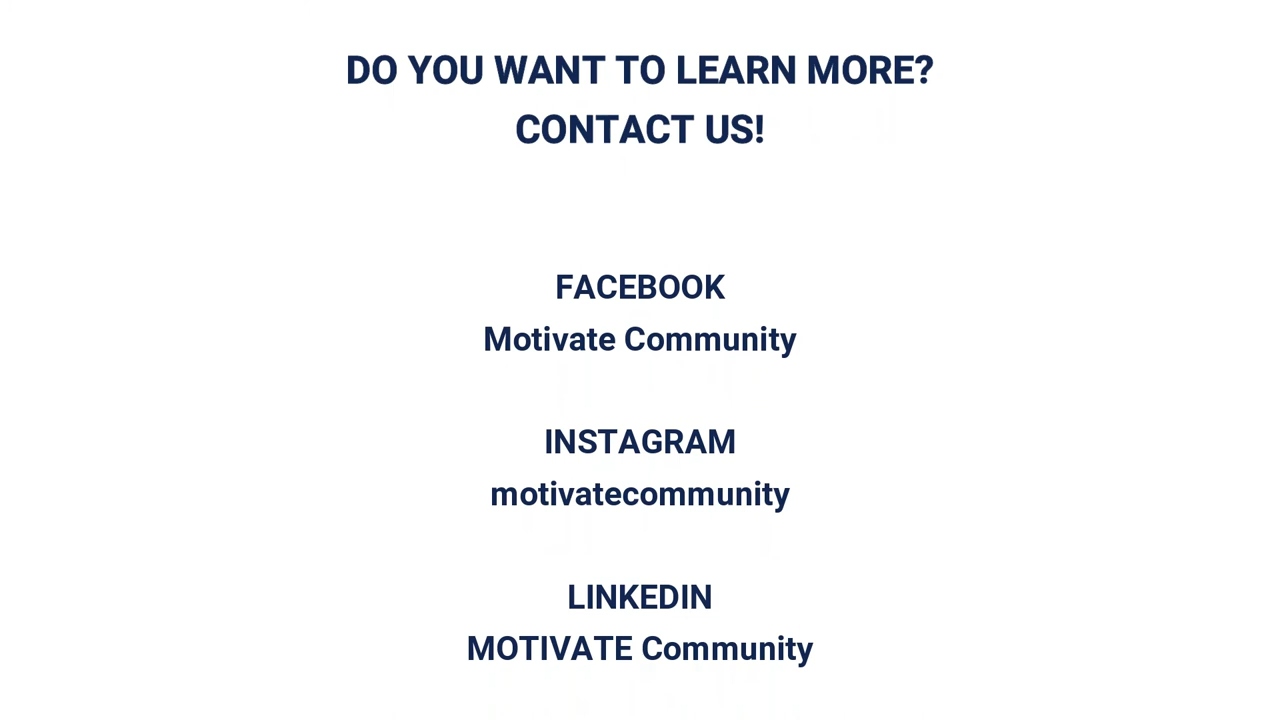 DO YOU WANT TO LEARN MORE?
CONTACT US!
FACEBOOK
Motivate Community
INSTAGRAM
motivatecommunity
LINKEDIN
MOTIVATE Community